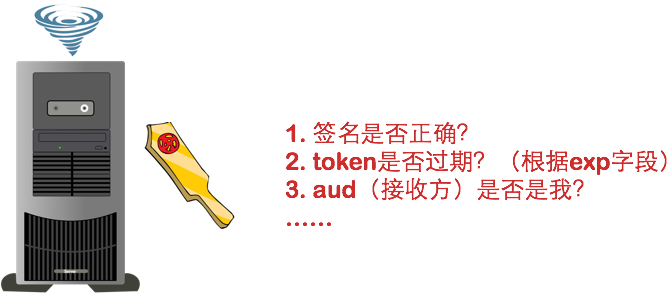 1. 签名是否正确？
2. token是否过期？（根据exp字段）
3. aud（接收方）是否是我？
……